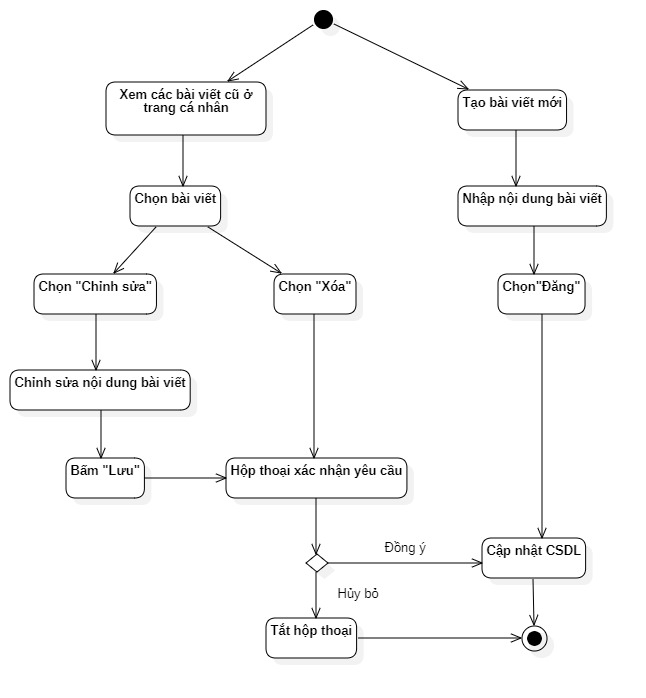 Xem các bài viết cũ ở
trang cá nhân
Tạo bài viết mới
Chọn bài viết
Nhập nội dung bài viết
Chọn "Chỉnh sửa"
Chọn "Xóa"
Chọn"Đăng"
Chỉnh sửa nội dung bài viết
Bấm "Lưu"
Hộp thoại xác nhận yêu cầu
Đồng ý
Cập nhật CSDL
Hủy bỏ
Tắt hộp thoại